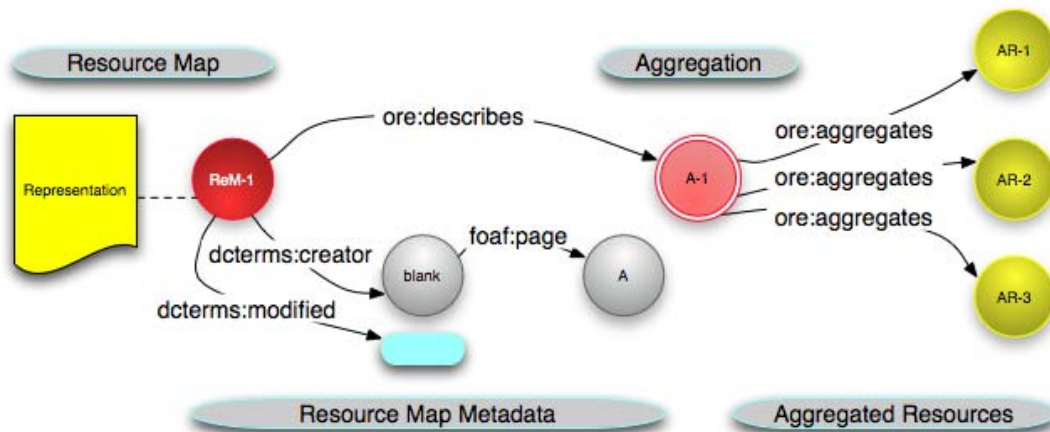 Resource Map
Aggregation
AR-1
ore:describes
ore:aggregates
Representation
ReM-1
A-1
ore:aggregates
AR-2
ore:aggregates
foaf:page
dcterms:creator
blank
A
AR-3
dcterms:modified
Resource Map Metadata
Aggregated Resources